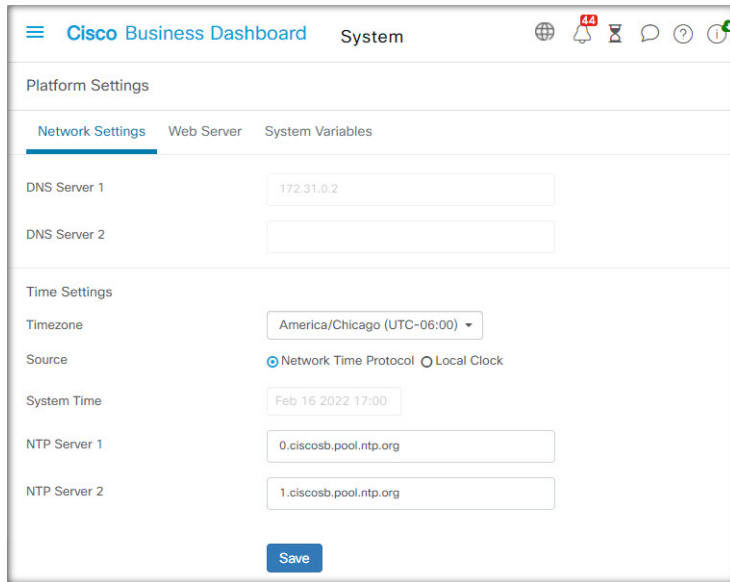 Cisco Business Dashboard System 44
Platform Settings
Network Settings Web Server System Variables
DNS Server 1 172.31.0.2
DNS Server 2
Time Settings
Timezone America/Chicago (UTC-06:00)
Source Network Time Protocol Local Clock
System Time Feb 16 2022 17:00
NTP Server 1 0.ciscosb.pool.ntp.org
NTP Server 2 1.ciscosb.pool.ntp.org
Save